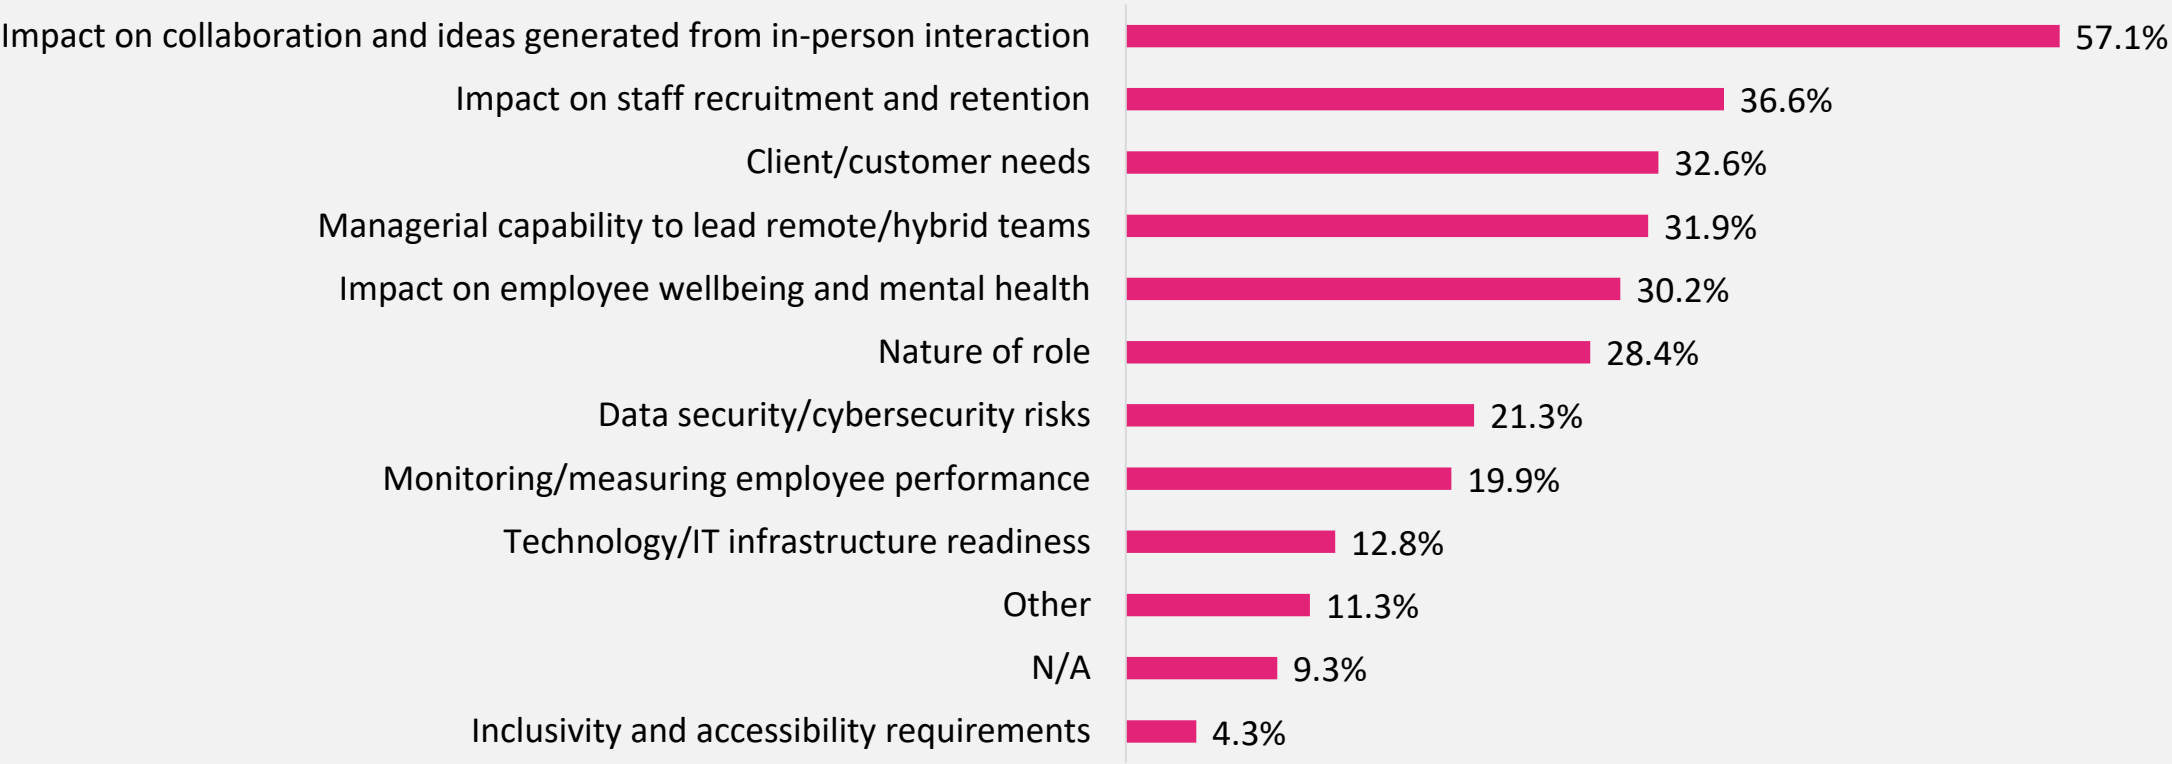 Impact on collaboration and ideas generated from in-person interaction 57.1%
Impact on staff recruitment and retention 36.6%
Client/customer needs 32.6%
Managerial capability to lead remote/hybrid teams 31.9%
Impact on employee wellbeing and mental health 30.2%
Nature of role 28.4%
Data security/cybersecurity risks 21.3%
Monitoring/measuring employee performance 19.9%
Technology/IT infrastructure readiness 12.8%
Other 11.3%
N/A 9.3%
Inclusivity and accessibility requirements 4.3%